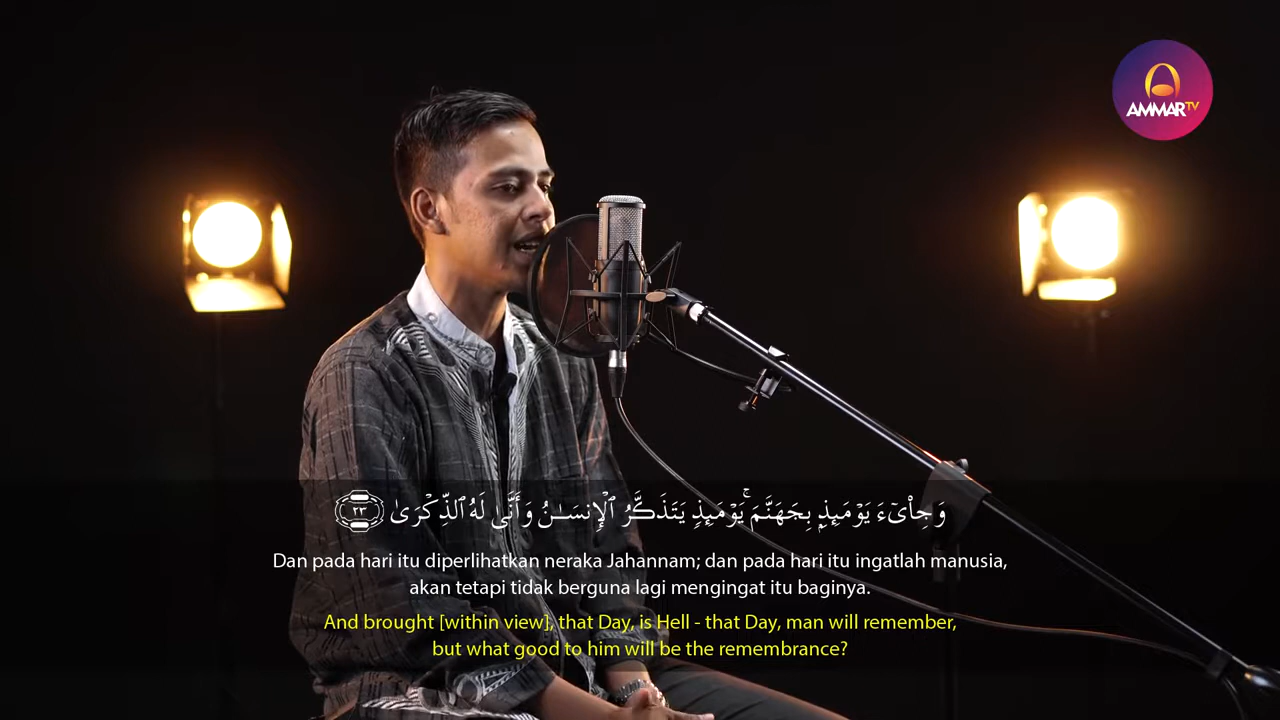 AMMARTV
وَجِا۟ىٓءَ يَوْمَئِذِۭ بِجَهَنَّمَ ۚ يَوْمَئِذٍ يَتَذَكَّرُ ٱلْإِنسَـٰنُ وَأَنَّىٰ لَهُ ٱلذِّكْرَىٰ ٢٣
Dan pada hari itu diperlihatkan neraka Jahannam; dan pada hari itu ingatlah manusia,
akan tetapi tidak berguna lagi mengingat itu baginya.
And brought [within view], that Day, is Hell - that Day, man will remember,
but what good to him will be the remembrance?